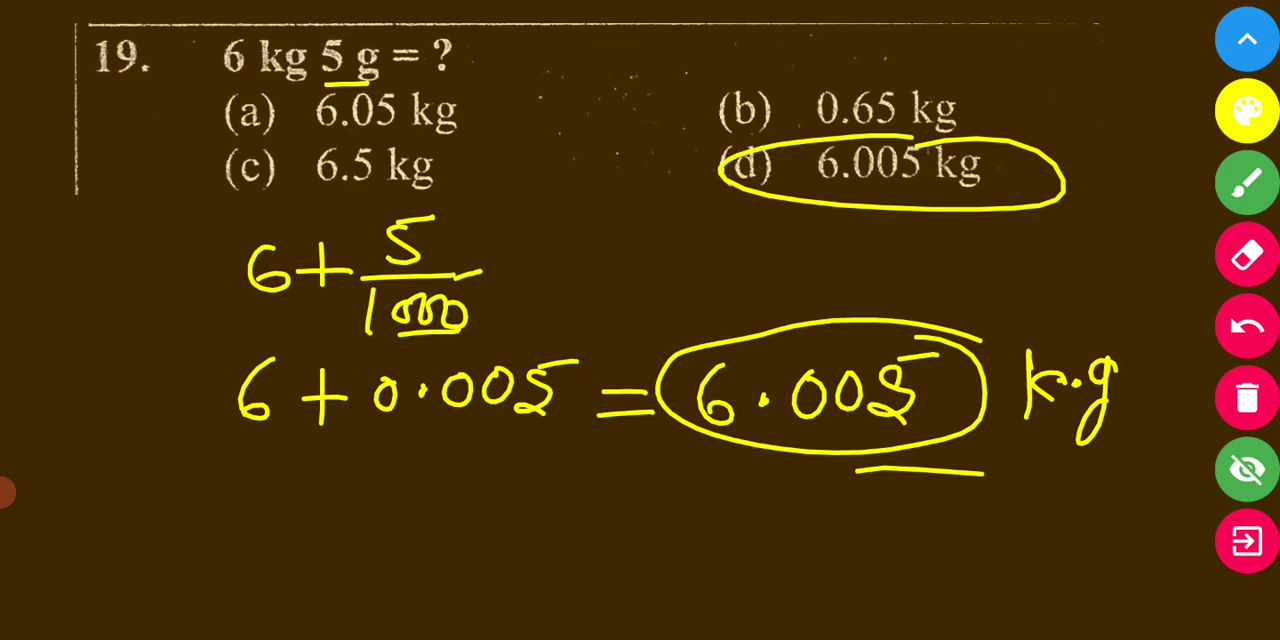 19. 6 kg 5 g = ?
(a) 6.05 kg (b) 0.65 kg
(c) 6.5 kg (d) 6.005 kg
6 + 5/1000
6 + 0.005 = 6.005 k.g